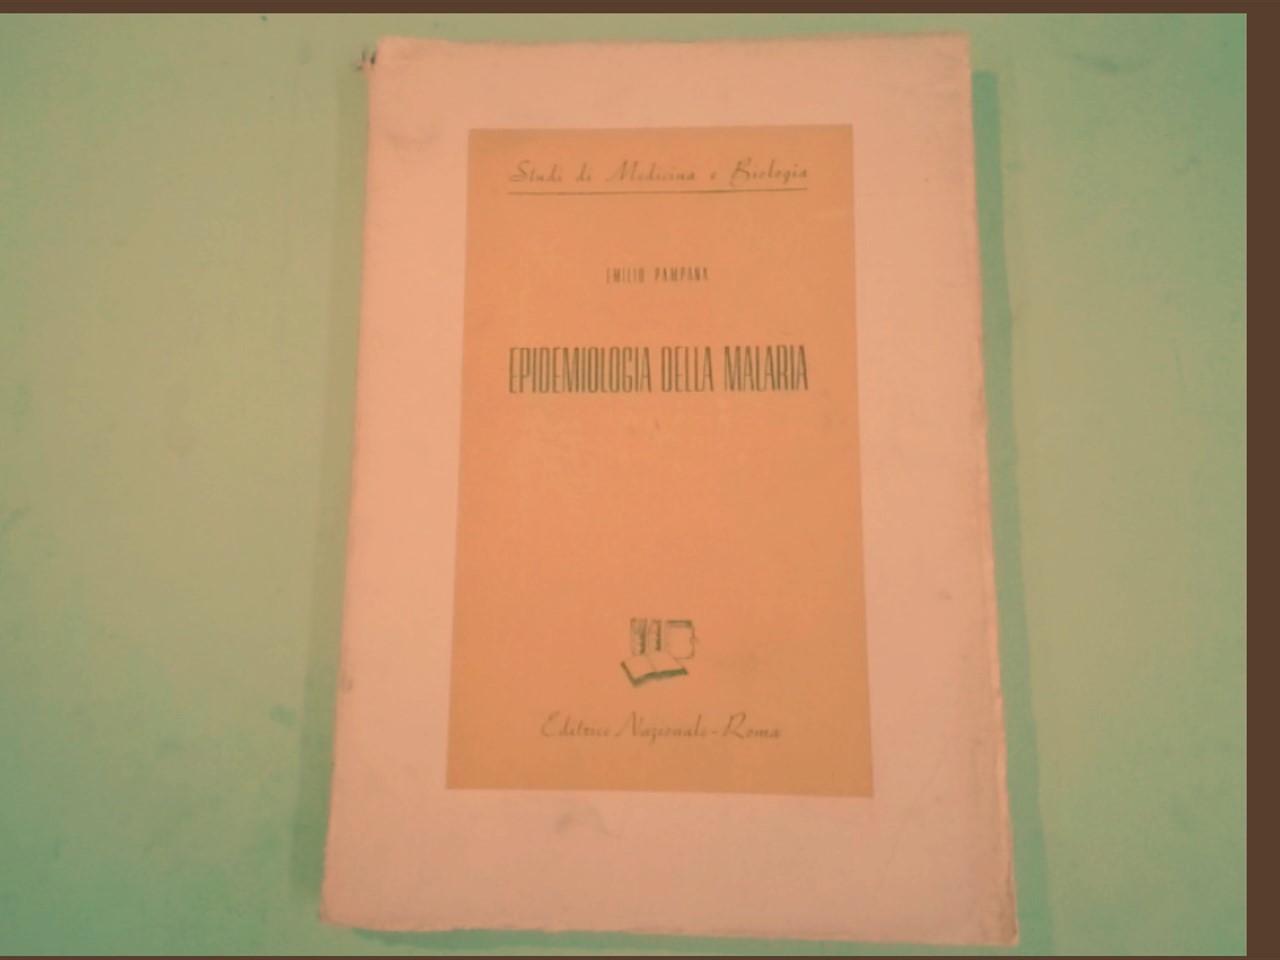 Studi di Medicina e Biologia
EMILIO PAMPANA
EPIDEMIOLOGIA DELLA MALARIA
Editrice Nazionale - Roma